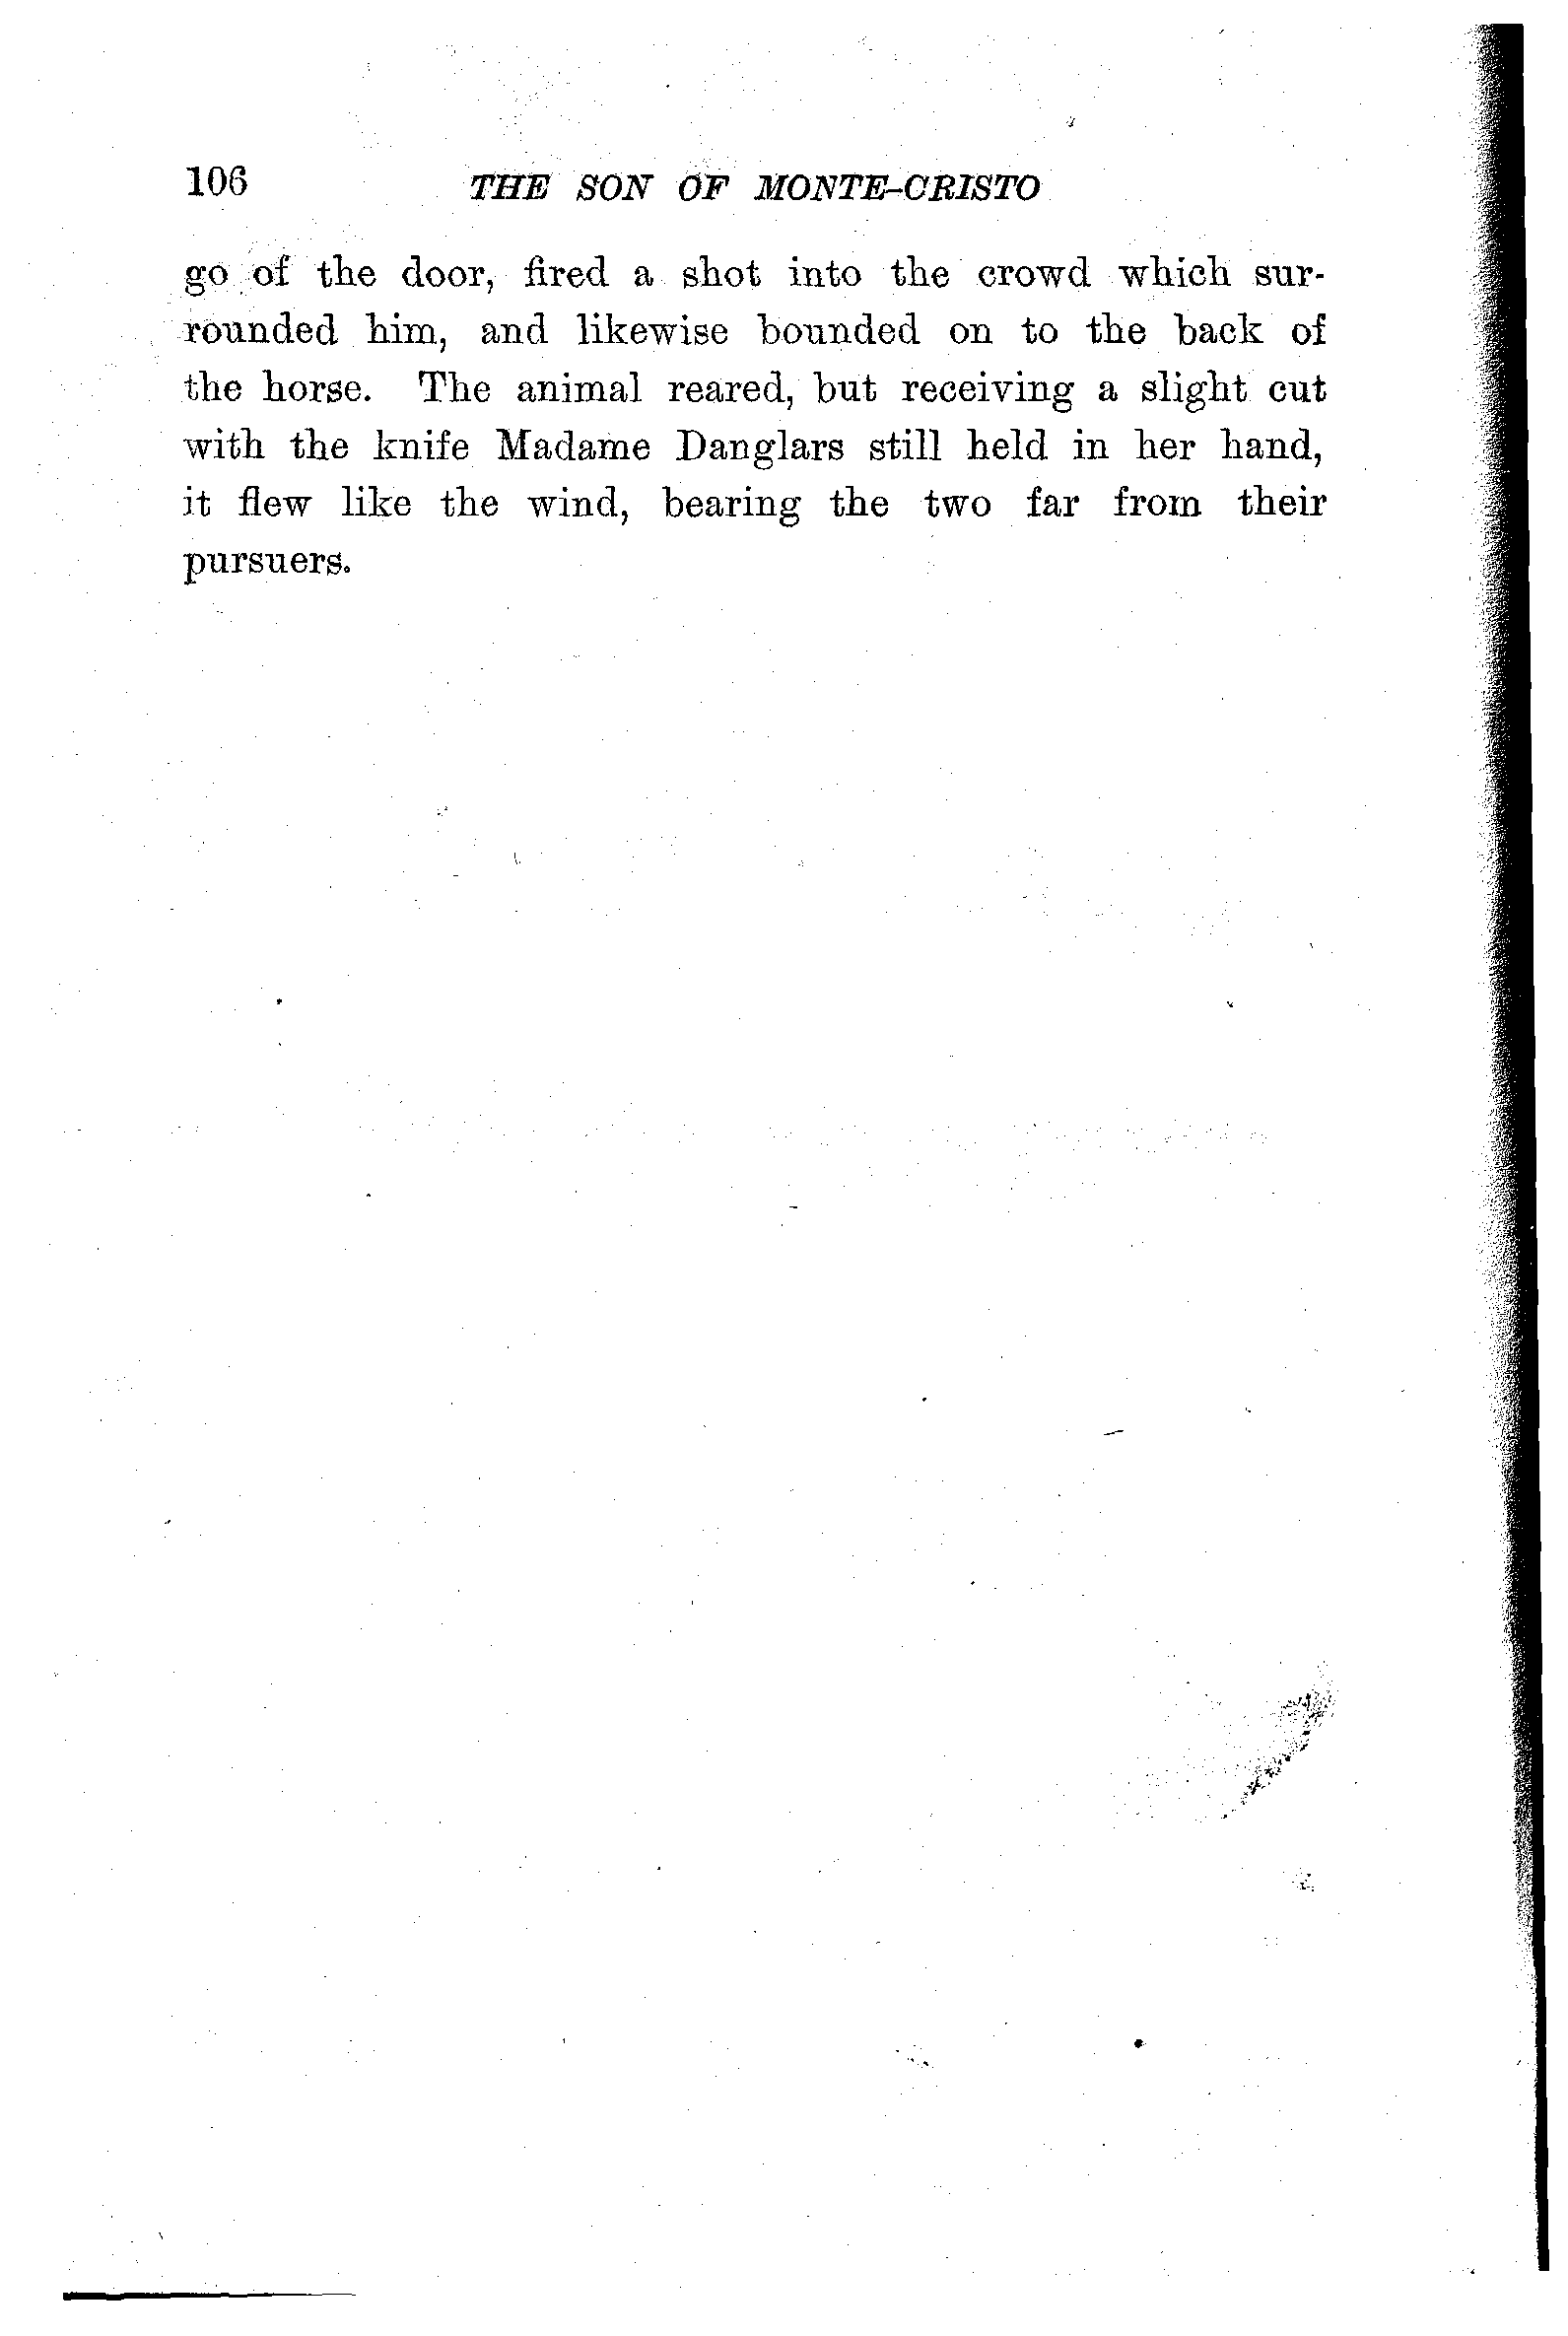 106
THE SON OF MONTE-CRISTO
go of the door, fired a shot into the crowd which sur-
rounded him, and likewise bounded on to the back of
the horse. The animal reared, but receiving a slight cut
with the knife Madame Danglars still held in her hand,
it flew like the wind, bearing the two far from their
pursuers.